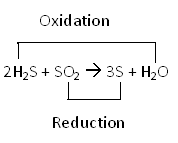 Oxidation
2H₂S + SO₂ → 3S + H₂O
Reduction